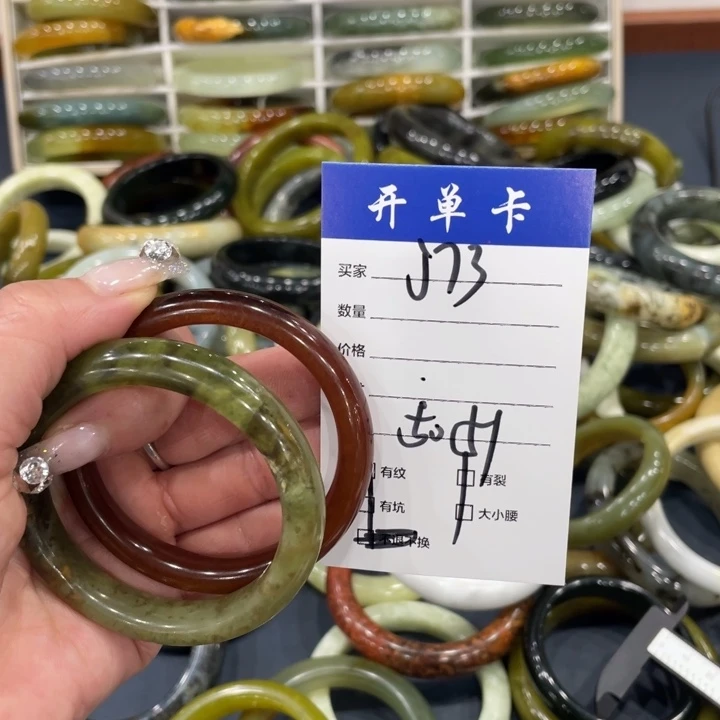 开单卡
买家 J73
数量
价格
有纹
有裂
有坑
大小腰
不退不换